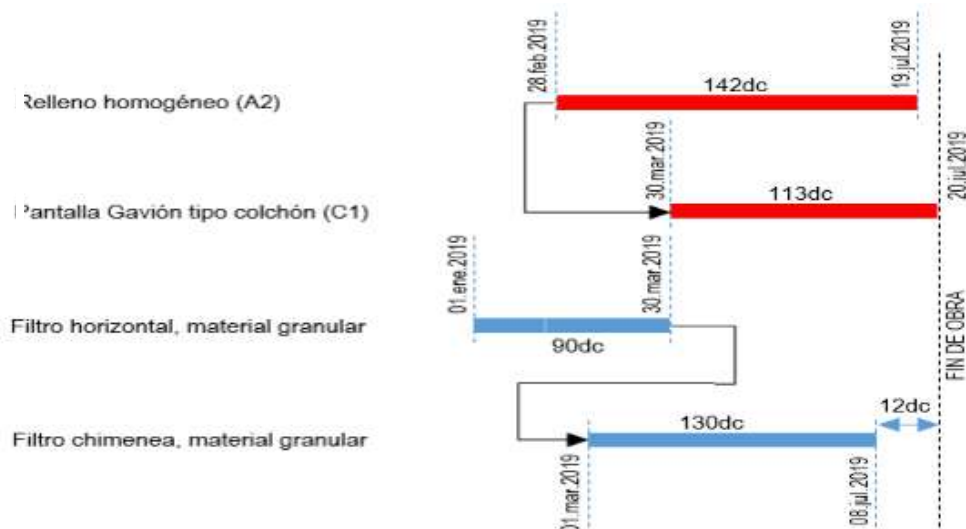 28.feb.2019
19.jul.2019
142dc
Relleno homogéneo (A2)
30.mar.2019
20.jul.2019
113dc
Pantalla Gavión tipo colchón (C1)
01.ene.2019
30.mar.2019
Filtro horizontal, material granular
90dc
FIN DE OBRA
12dc
130dc
Filtro chimenea, material granular
01.mar.2019
08.jul.2019